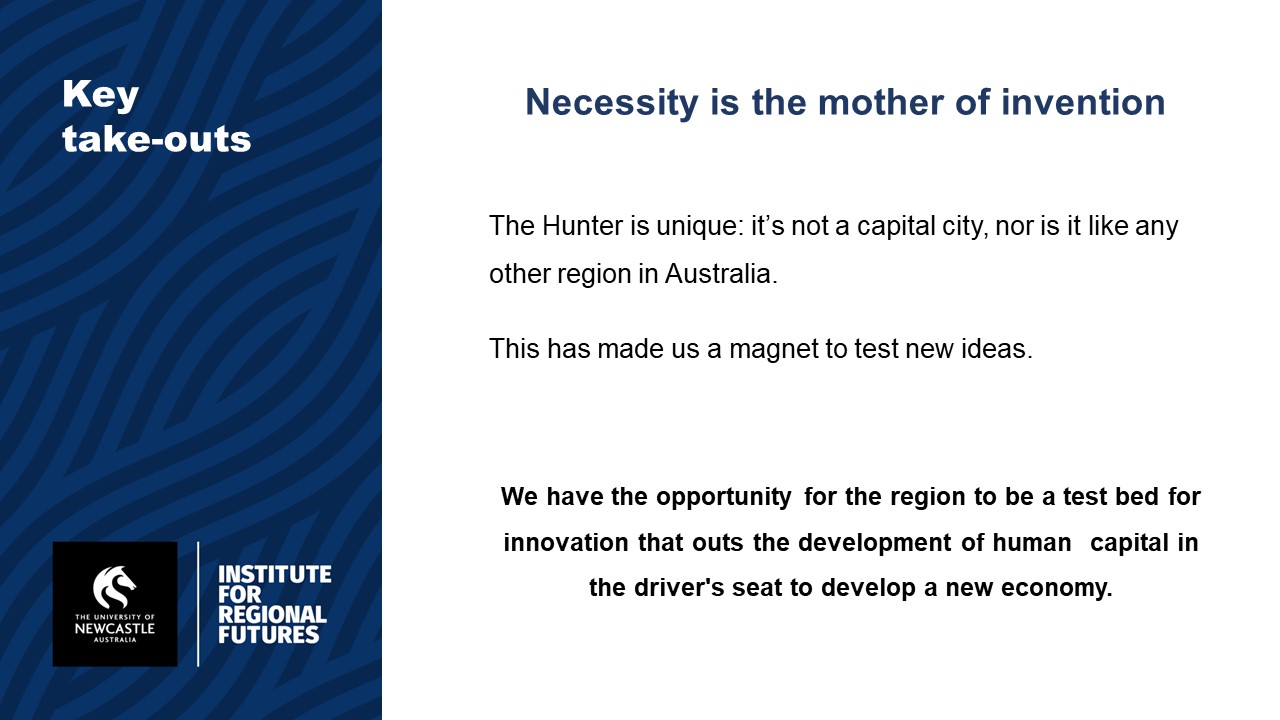 Key
take-outs
Necessity is the mother of invention
The Hunter is unique: it’s not a capital city, nor is it like any
other region in Australia.
This has made us a magnet to test new ideas.
We have the opportunity for the region to be a test bed for
innovation that outs the development of human capital in
the driver's seat to develop a new economy.
THE UNIVERSITY OF
NEWCASTLE
AUSTRALIA
INSTITUTE
FOR
REGIONAL
FUTURES